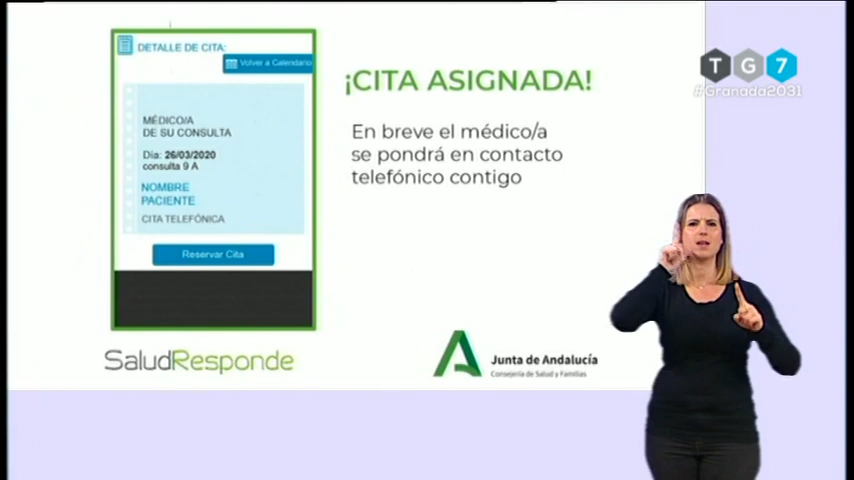 DETALLE DE CITA:
Volver a Calendario
MÉDICO/A
DE SU CONSULTA
Día: 26/03/2020
consulta 9 A
NOMBRE
PACIENTE
CITA TELEFÓNICA
Reservar Cita
SaludResponde
¡CITA ASIGNADA!
En breve el médico/a
se pondrá en contacto
telefónico contigo
Junta de Andalucía
Consejería de Salud y Familias
TG7
#Granada2031